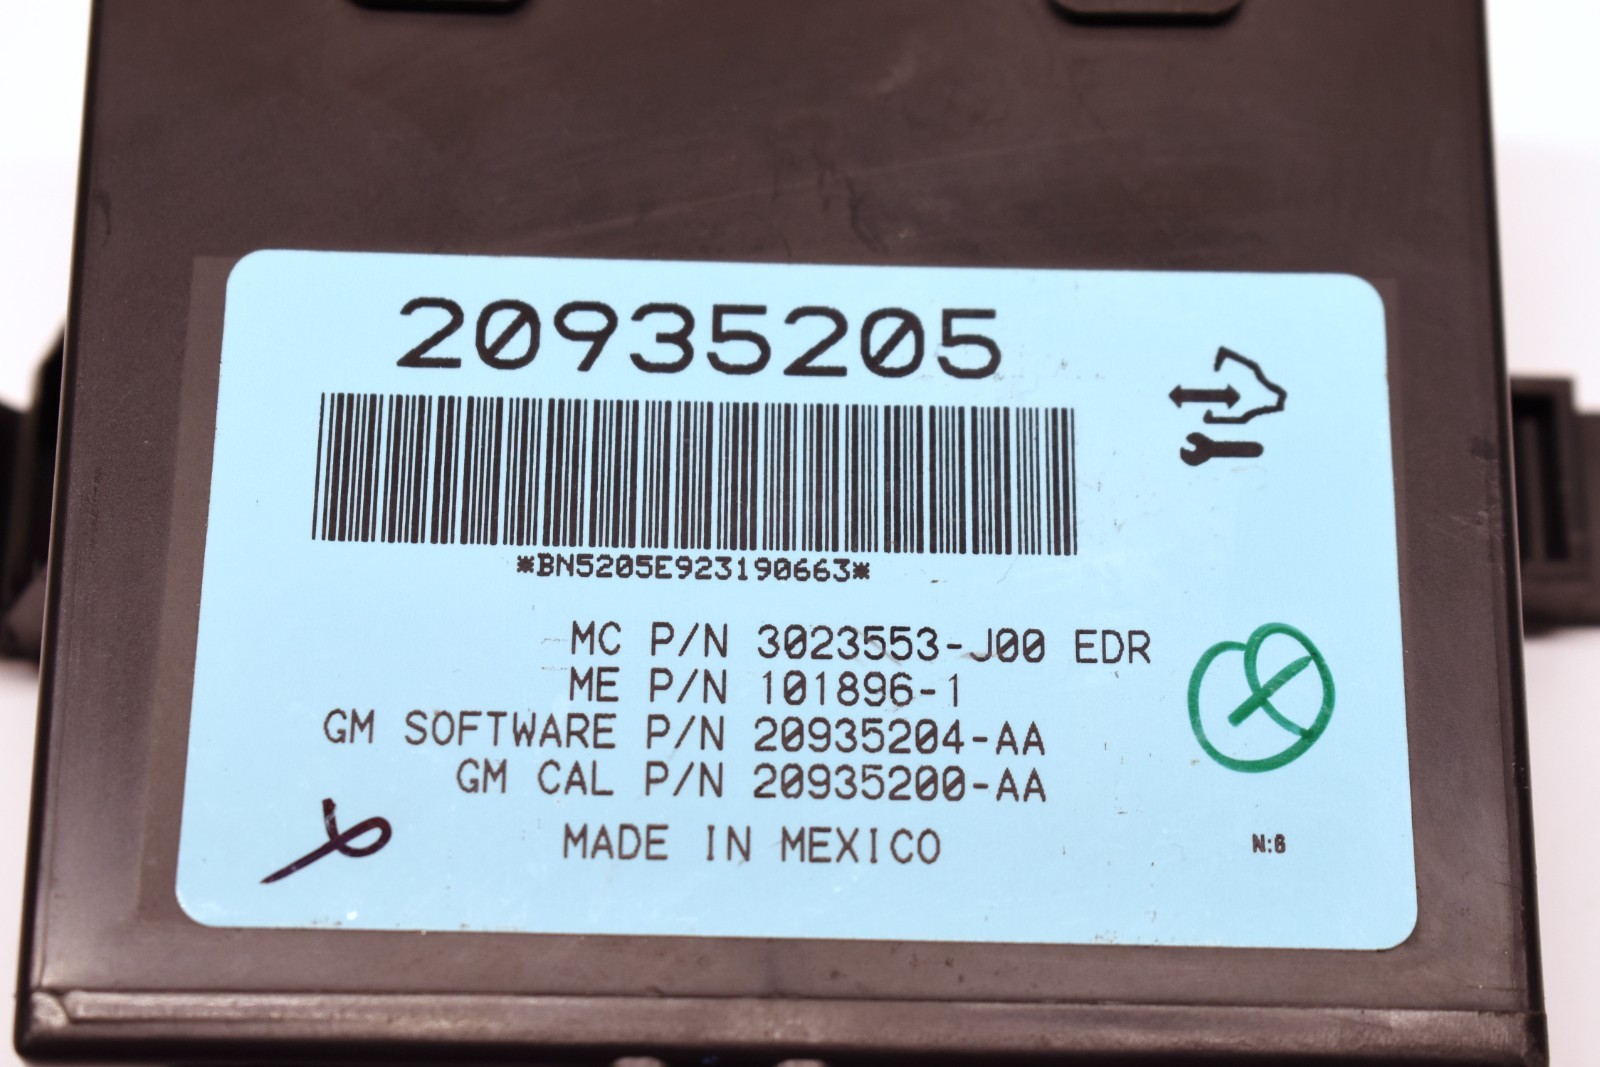 20935205
*BN5205E923190663*
MC P/N 3023553-J00 EDR
ME P/N 101896-1
GM SOFTWARE P/N 20935204-AA
GM CAL P/N 20935200-AA
MADE IN MEXICO
N:6